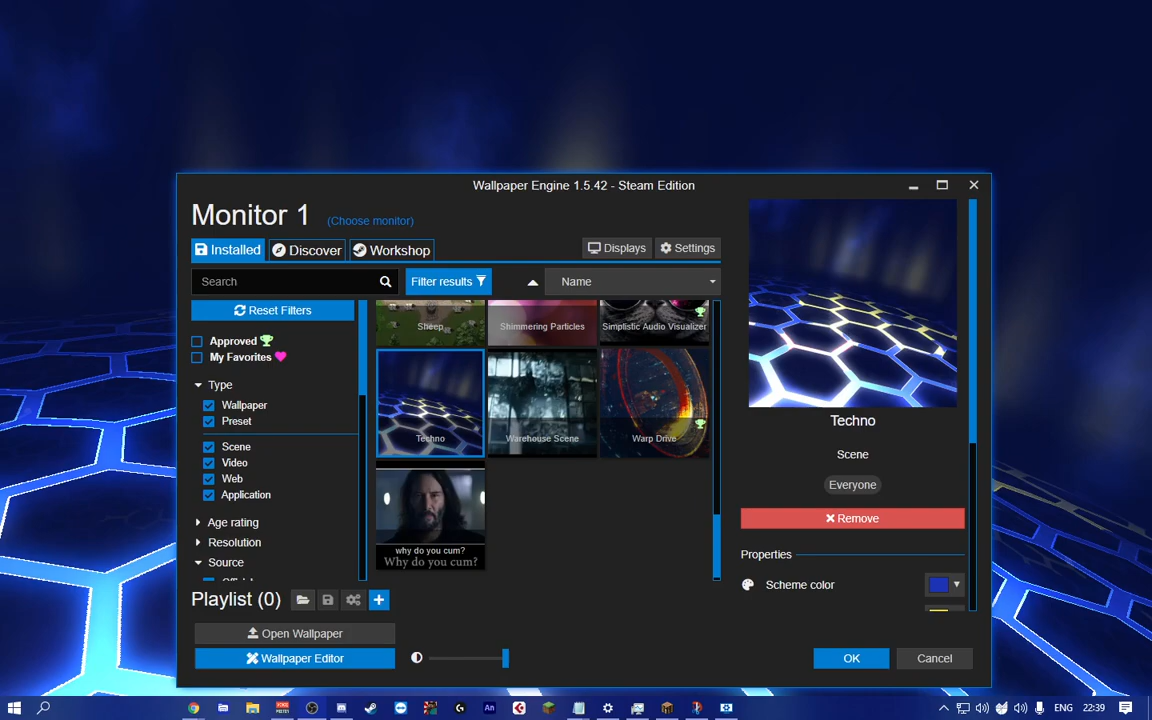 Wallpaper Engine 1.5.42 - Steam Edition
Monitor 1 (Choose monitor)
Installed Discover Workshop Displays Settings
Search Filter results Name
Reset Filters
Approved
My Favorites
Type
Wallpaper
Preset
Scene
Video
Web
Application
Age rating
Resolution
Source
Sheep Shimmering Particles Simplistic Audio Visualizer
Techno Warehouse Scene Warp Drive
why do you cum?
Why do you cum?
Techno
Scene
Everyone
Remove
Properties
Scheme color
Playlist (0)
Open Wallpaper
Wallpaper Editor
OK Cancel
An ENG 22:39